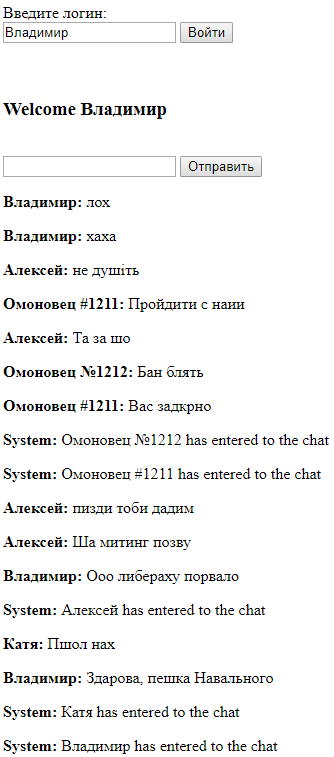 Введите логин:
Владимир Войти
Welcome Владимир
Отправить
Владимир: лох
Владимир: хаха
Алексей: не душіть
Омоновец #1211: Пройдити с наии
Алексей: Та за шо
Омоновец №1212: Бан блять
Омоновец #1211: Вас задкрно
System: Омоновец №1212 has entered to the chat
System: Омоновец #1211 has entered to the chat
Алексей: пизди тоби дадим
Алексей: Ша митинг позву
Владимир: Ооо либераху порвало
System: Алексей has entered to the chat
Катя: Пшол нах
Владимир: Здарова, пешка Навального
System: Катя has entered to the chat
System: Владимир has entered to the chat